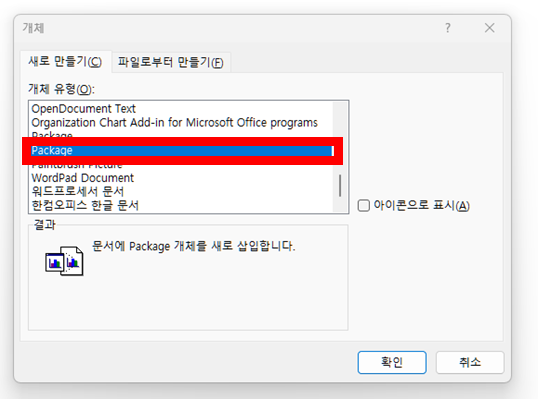 개체
새로 만들기(C)
파일로부터 만들기(F)
개체 유형(O):
OpenDocument Text
Organization Chart Add-in for Microsoft Office programs
Package
Package
Paintbrush Picture
WordPad Document
워드프로세서 문서
한컴오피스 한글 문서
아이콘으로 표시(A)
결과
문서에 Package 개체를 새로 삽입합니다.
확인
취소